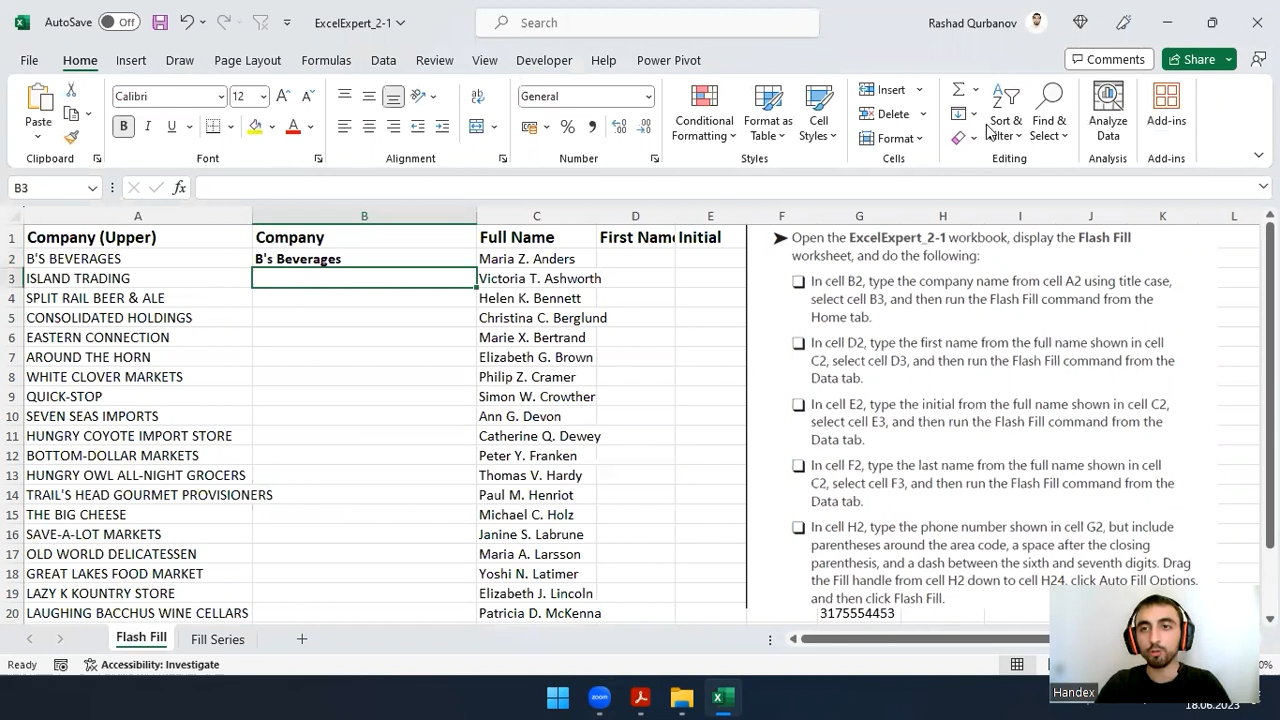 AutoSave Off ExcelExpert_2-1 Search Rashad Qurbanov
File Home Insert Draw Page Layout Formulas Data Review View Developer Help Power Pivot Comments Share
Paste Calibri 12 General Conditional Formatting Format as Table Cell Styles Insert Delete Format Sort & Filter Find & Select Analyze Data Add-ins
Clipboard Font Alignment Number Styles Cells Editing Analysis Add-ins
B3
A B C D E F G H I J K L
1 Company (Upper) Company Full Name First Name Initial
2 B'S BEVERAGES B's Beverages Maria Z. Anders
3 ISLAND TRADING Victoria T. Ashworth
4 SPLIT RAIL BEER & ALE Helen K. Bennett
5 CONSOLIDATED HOLDINGS Christina C. Berglund
6 EASTERN CONNECTION Marie X. Bertrand
7 AROUND THE HORN Elizabeth G. Brown
8 WHITE CLOVER MARKETS Philip Z. Cramer
9 QUICK-STOP Simon W. Crowther
10 SEVEN SEAS IMPORTS Ann G. Devon
11 HUNGRY COYOTE IMPORT STORE Catherine Q. Dewey
12 BOTTOM-DOLLAR MARKETS Peter Y. Franken
13 HUNGRY OWL ALL-NIGHT GROCERS Thomas V. Hardy
14 TRAIL'S HEAD GOURMET PROVISIONERS Paul M. Henriot
15 THE BIG CHEESE Michael C. Holz
16 SAVE-A-LOT MARKETS Janine S. Labrune
17 OLD WORLD DELICATESSEN Maria A. Larsson
18 GREAT LAKES FOOD MARKET Yoshi N. Latimer
19 LAZY K KOUNTRY STORE Elizabeth J. Lincoln
20 LAUGHING BACCHUS WINE CELLARS Patricia D. McKenna 3175554453
Open the ExcelExpert_2-1 workbook, display the Flash Fill
worksheet, and do the following:
In cell B2, type the company name from cell A2 using title case,
select cell B3, and then run the Flash Fill command from the
Home tab.
In cell D2, type the first name from the full name shown in cell
C2, select cell D3, and then run the Flash Fill command from the
Data tab.
In cell E2, type the initial from the full name shown in cell C2,
select cell E3, and then run the Flash Fill command from the
Data tab.
In cell F2, type the last name from the full name shown in cell
C2, select cell F3, and then run the Flash Fill command from the
Data tab.
In cell H2, type the phone number shown in cell G2, but include
parentheses around the area code, a space after the closing
parenthesis, and a dash between the sixth and seventh digits. Drag
the Fill handle from cell H2 down to cell H24, click Auto Fill Options,
and then click Flash Fill.
Flash Fill Fill Series
Ready Accessibility: Investigate
Handex
zoom
18.06.2023